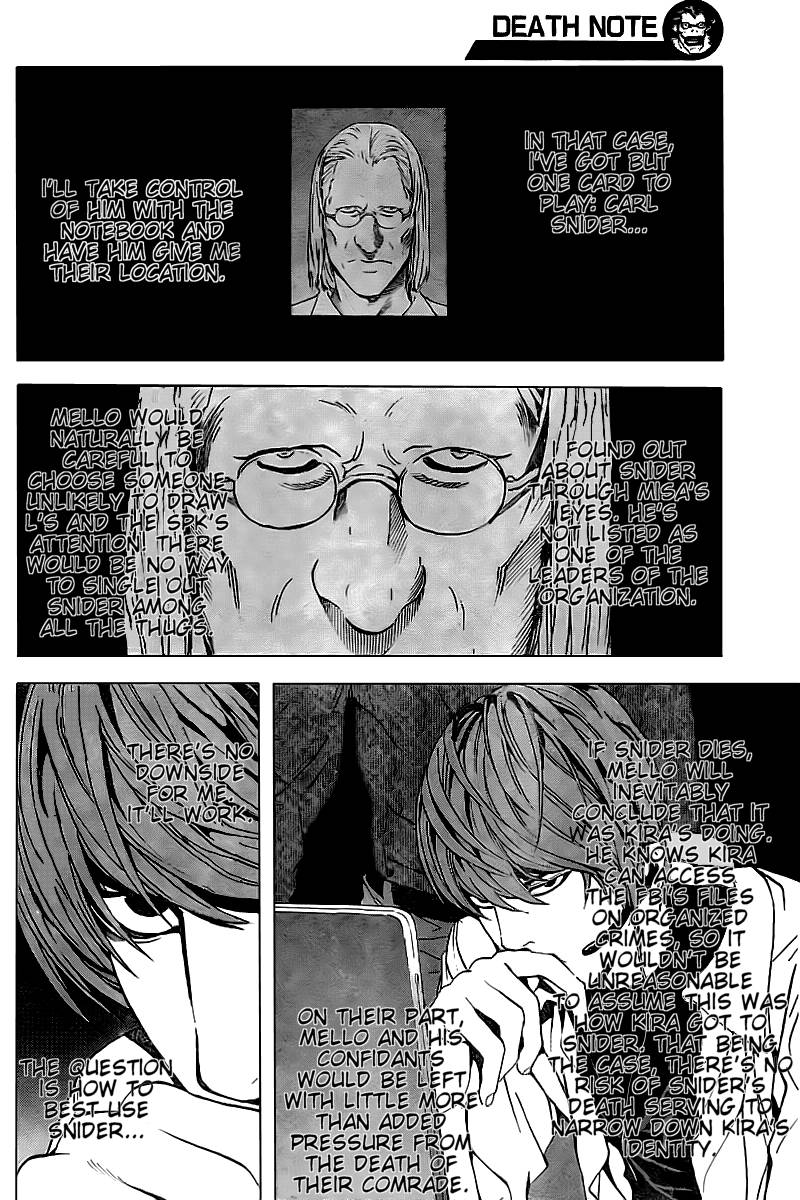 DEATH NOTE
IN THAT CASE,
I'VE GOT BUT
ONE CARD TO
PLAY: CARL
SNIDER...
I'LL TAKE CONTROL
OF HIM WITH THE
NOTEBOOK AND
HAVE HIM GIVE ME
THEIR LOCATION.
I FOUND OUT
ABOUT SNIDER
THROUGH MISA'S
EYES. HE'S
NOT LISTED AS
ONE OF THE
LEADERS OF THE
ORGANIZATION.
MELLO WOULD
NATURALLY BE
CAREFUL TO
CHOOSE SOMEONE
UNLIKELY TO DRAW
L'S AND THE SPK'S
ATTENTION! THERE
WOULD BE NO WAY
TO SINGLE OUT
SNIDER AMONG
ALL THE THUGS.
IF SNIDER DIES,
MELLO WILL
INEVITABLY
CONCLUDE THAT IT
WAS KIRA'S DOING.
HE KNOWS KIRA
CAN ACCESS
THE FBI'S FILES
ON ORGANIZED
CRIMES, SO IT
WOULDN'T BE
UNREASONABLE
TO ASSUME THIS WAS
HOW KIRA GOT TO
SNIDER. THAT BEING
THE CASE, THERE'S NO
RISK OF SNIDER'S
DEATH SERVING TO
NARROW DOWN KIRA'S
IDENTITY.
ON THEIR PART,
MELLO AND HIS
CONFIDANTS
WOULD BE LEFT
WITH LITTLE MORE
THAN ADDED
PRESSURE FROM
THE DEATH OF
THEIR COMRADE.
THERE'S NO
DOWNSIDE
FOR ME.
IT'LL WORK.
THE QUESTION
IS HOW TO
BEST USE
SNIDER...